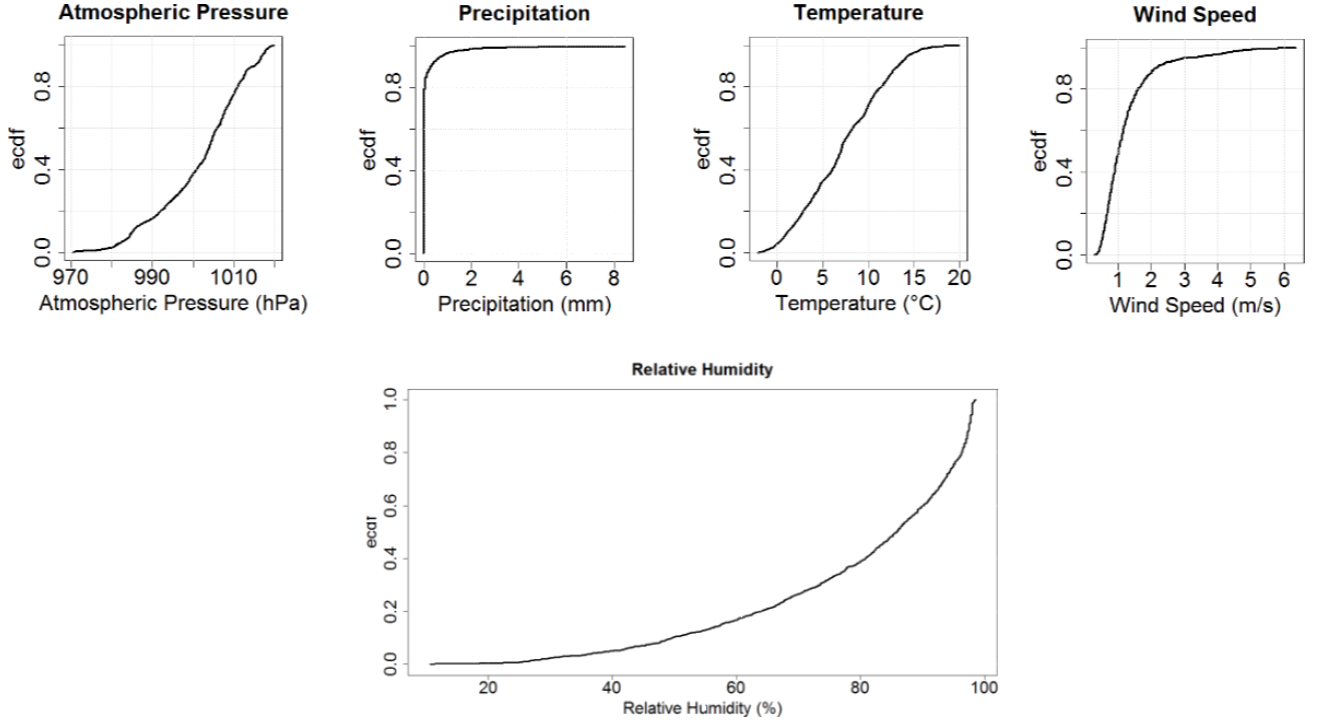 Atmospheric Pressure
ecdf
0.0 0.4 0.8
970 990 1010
Atmospheric Pressure (hPa)
Precipitation
ecdf
0.0 0.4 0.8
0 2 4 6 8
Precipitation (mm)
Temperature
ecdf
0.0 0.4 0.8
0 5 10 15 20
Temperature (°C)
Wind Speed
ecdf
0.0 0.4 0.8
1 2 3 4 5 6
Wind Speed (m/s)
Relative Humidity
ecdf
0.0 0.2 0.4 0.6 0.8 1.0
20 40 60 80 100
Relative Humidity (%)